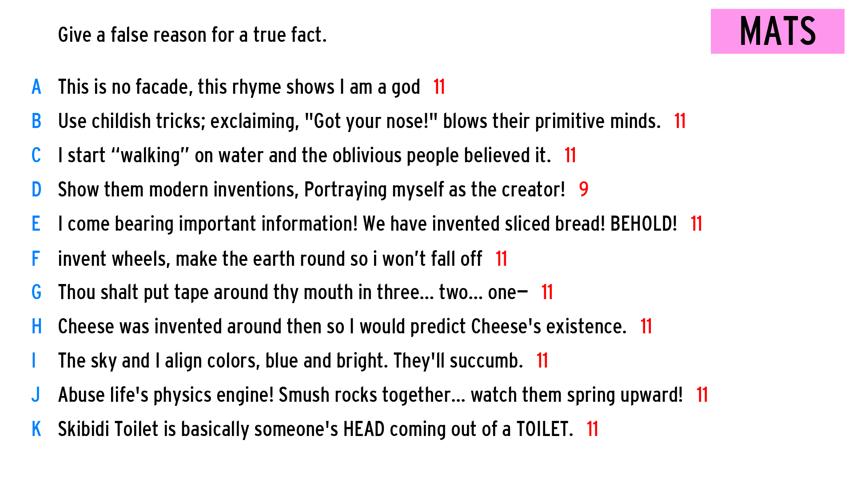 Give a false reason for a true fact.
MATS
A This is no facade, this rhyme shows I am a god 11
B Use childish tricks; exclaiming, "Got your nose!" blows their primitive minds. 11
C I start “walking” on water and the oblivious people believed it. 11
D Show them modern inventions, Portraying myself as the creator! 9
E I come bearing important information! We have invented sliced bread! BEHOLD! 11
F invent wheels, make the earth round so i won’t fall off 11
G Thou shalt put tape around thy mouth in three... two... one— 11
H Cheese was invented around then so I would predict Cheese's existence. 11
I The sky and I align colors, blue and bright. They'll succumb. 11
J Abuse life's physics engine! Smush rocks together... watch them spring upward! 11
K Skibidi Toilet is basically someone's HEAD coming out of a TOILET. 11